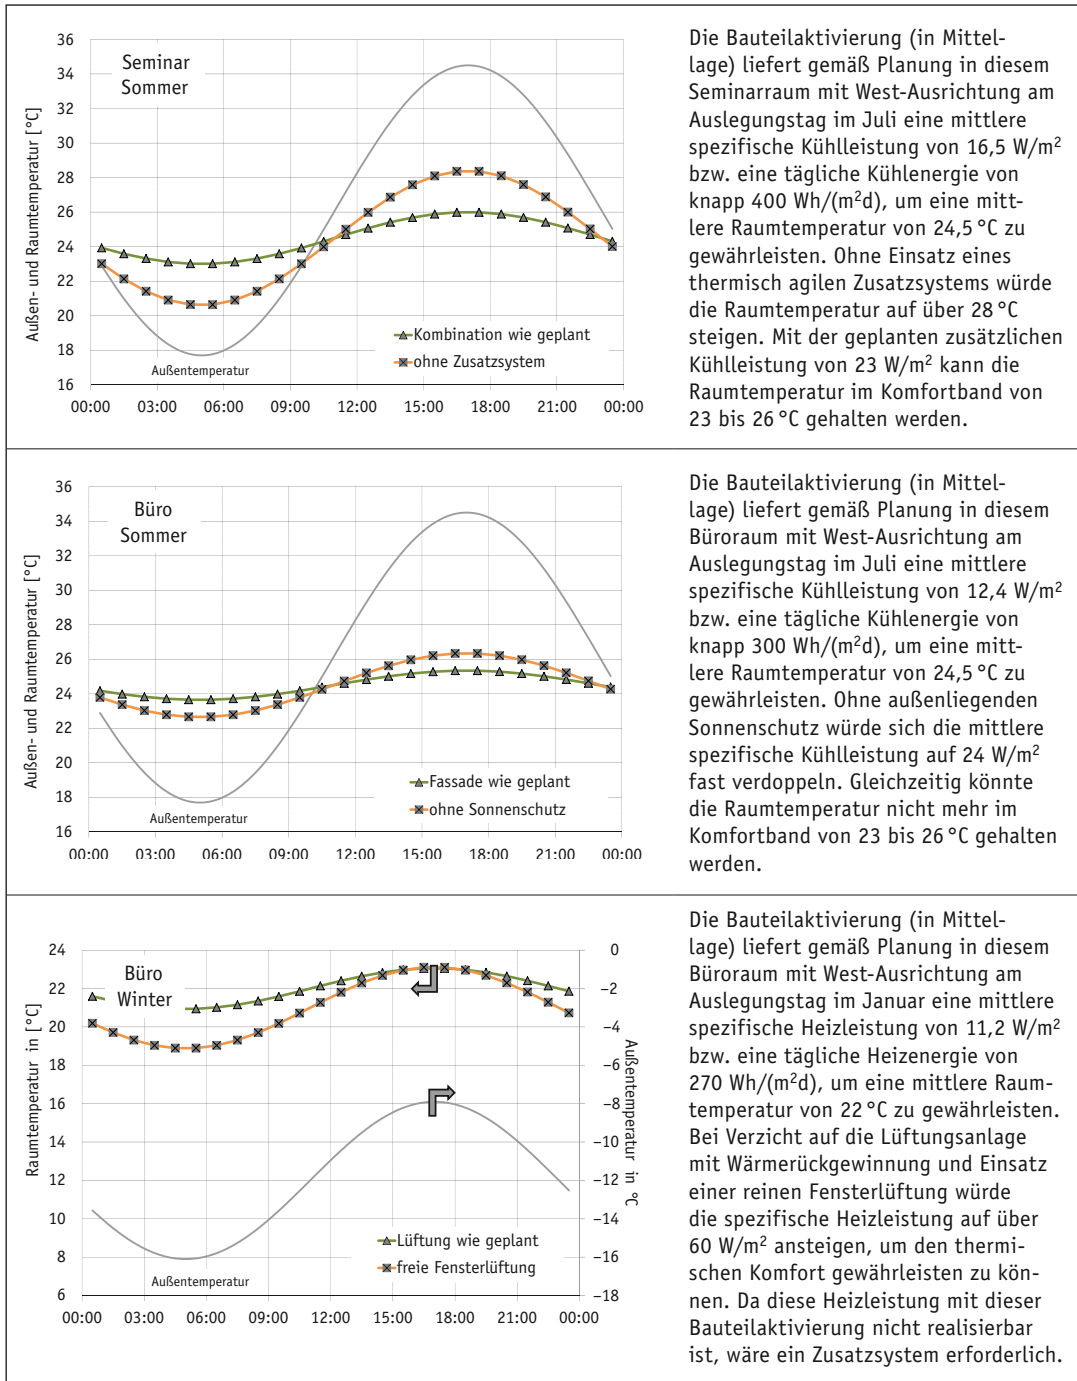 36
34
32
30
28
26
24
22
20
18
16
Außen- und Raumtemperatur [°C]
Seminar
Sommer
Kombination wie geplant
ohne Zusatzsystem
Außentemperatur
00:00 03:00 06:00 09:00 12:00 15:00 18:00 21:00 00:00
Die Bauteilaktivierung (in Mittel-
lage) liefert gemäß Planung in diesem
Seminarraum mit West-Ausrichtung am
Auslegungstag im Juli eine mittlere
spezifische Kühlleistung von 16,5 W/m²
bzw. eine tägliche Kühlenergie von
knapp 400 Wh/(m²d), um eine mitt-
lere Raumtemperatur von 24,5 °C zu
gewährleisten. Ohne Einsatz eines
thermisch agilen Zusatzsystems würde
die Raumtemperatur auf über 28 °C
steigen. Mit der geplanten zusätzlichen
Kühlleistung von 23 W/m² kann die
Raumtemperatur im Komfortband von
23 bis 26 °C gehalten werden.
36
34
32
30
28
26
24
22
20
18
16
Außen- und Raumtemperatur [°C]
Büro
Sommer
Fassade wie geplant
ohne Sonnenschutz
Außentemperatur
00:00 03:00 06:00 09:00 12:00 15:00 18:00 21:00 00:00
Die Bauteilaktivierung (in Mittel-
lage) liefert gemäß Planung in diesem
Büroraum mit West-Ausrichtung am
Auslegungstag im Juli eine mittlere
spezifische Kühlleistung von 12,4 W/m²
bzw. eine tägliche Kühlenergie von
knapp 300 Wh/(m²d), um eine mitt-
lere Raumtemperatur von 24,5 °C zu
gewährleisten. Ohne außenliegenden
Sonnenschutz würde sich die mittlere
spezifische Kühlleistung auf 24 W/m²
fast verdoppeln. Gleichzeitig könnte
die Raumtemperatur nicht mehr im
Komfortband von 23 bis 26 °C gehalten
werden.
24
22
20
18
16
14
12
10
8
6
Raumtemperatur in [°C]
Büro
Winter
0
−2
−4
−6
−8
−10
−12
−14
−16
−18
Außentemperatur in °C
Lüftung wie geplant
freie Fensterlüftung
Außentemperatur
00:00 03:00 06:00 09:00 12:00 15:00 18:00 21:00 00:00
Die Bauteilaktivierung (in Mittel-
lage) liefert gemäß Planung in diesem
Büroraum mit West-Ausrichtung am
Auslegungstag im Januar eine mittlere
spezifische Heizleistung von 11,2 W/m²
bzw. eine tägliche Heizenergie von
270 Wh/(m²d), um eine mittlere Raum-
temperatur von 22 °C zu gewährleisten.
Bei Verzicht auf die Lüftungsanlage
mit Wärmerückgewinnung und Einsatz
einer reinen Fensterlüftung würde
die spezifische Heizleistung auf über
60 W/m² ansteigen, um den thermi-
schen Komfort gewährleisten zu kön-
nen. Da diese Heizleistung mit dieser
Bauteilaktivierung nicht realisierbar
ist, wäre ein Zusatzsystem erforderlich.